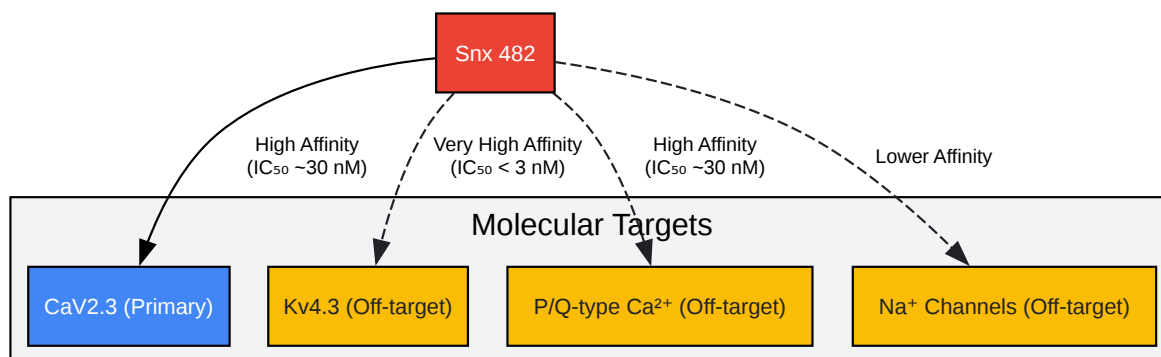 Snx 482
High Affinity
(IC₅₀ ~30 nM)
Very High Affinity
(IC₅₀ < 3 nM)
High Affinity
(IC₅₀ ~30 nM)
Lower Affinity
Molecular Targets
CaV2.3 (Primary)
Kv4.3 (Off-target)
P/Q-type Ca²⁺ (Off-target)
Na⁺ Channels (Off-target)